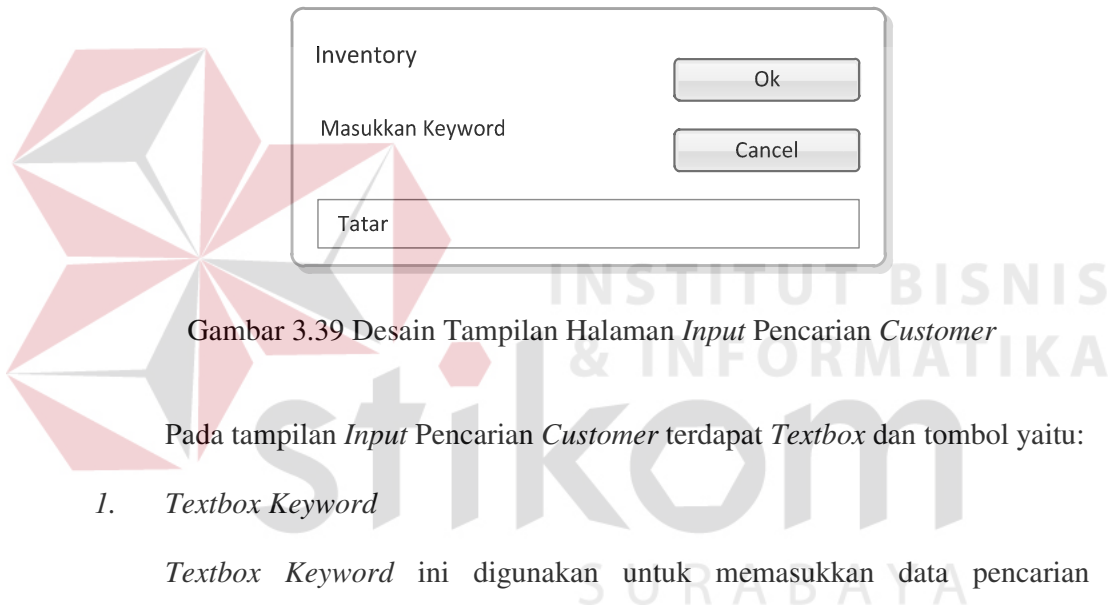 Inventory
Ok
Masukkan Keyword
Cancel
Tatar
Gambar 3.39 Desain Tampilan Halaman Input Pencarian Customer
Pada tampilan Input Pencarian Customer terdapat Textbox dan tombol yaitu:
1. Textbox Keyword
Textbox Keyword ini digunakan untuk memasukkan data pencarian
INSTITUT BISNIS
& INFORMATIKA
stikom
SURABAYA